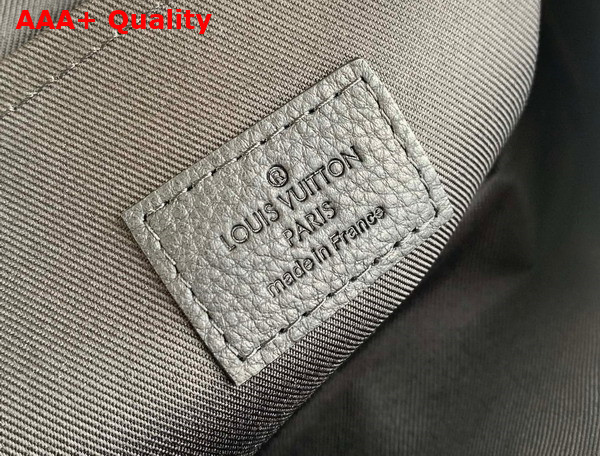 AAA+ Quality
®
LOUIS VUITTON
PARIS
made in France